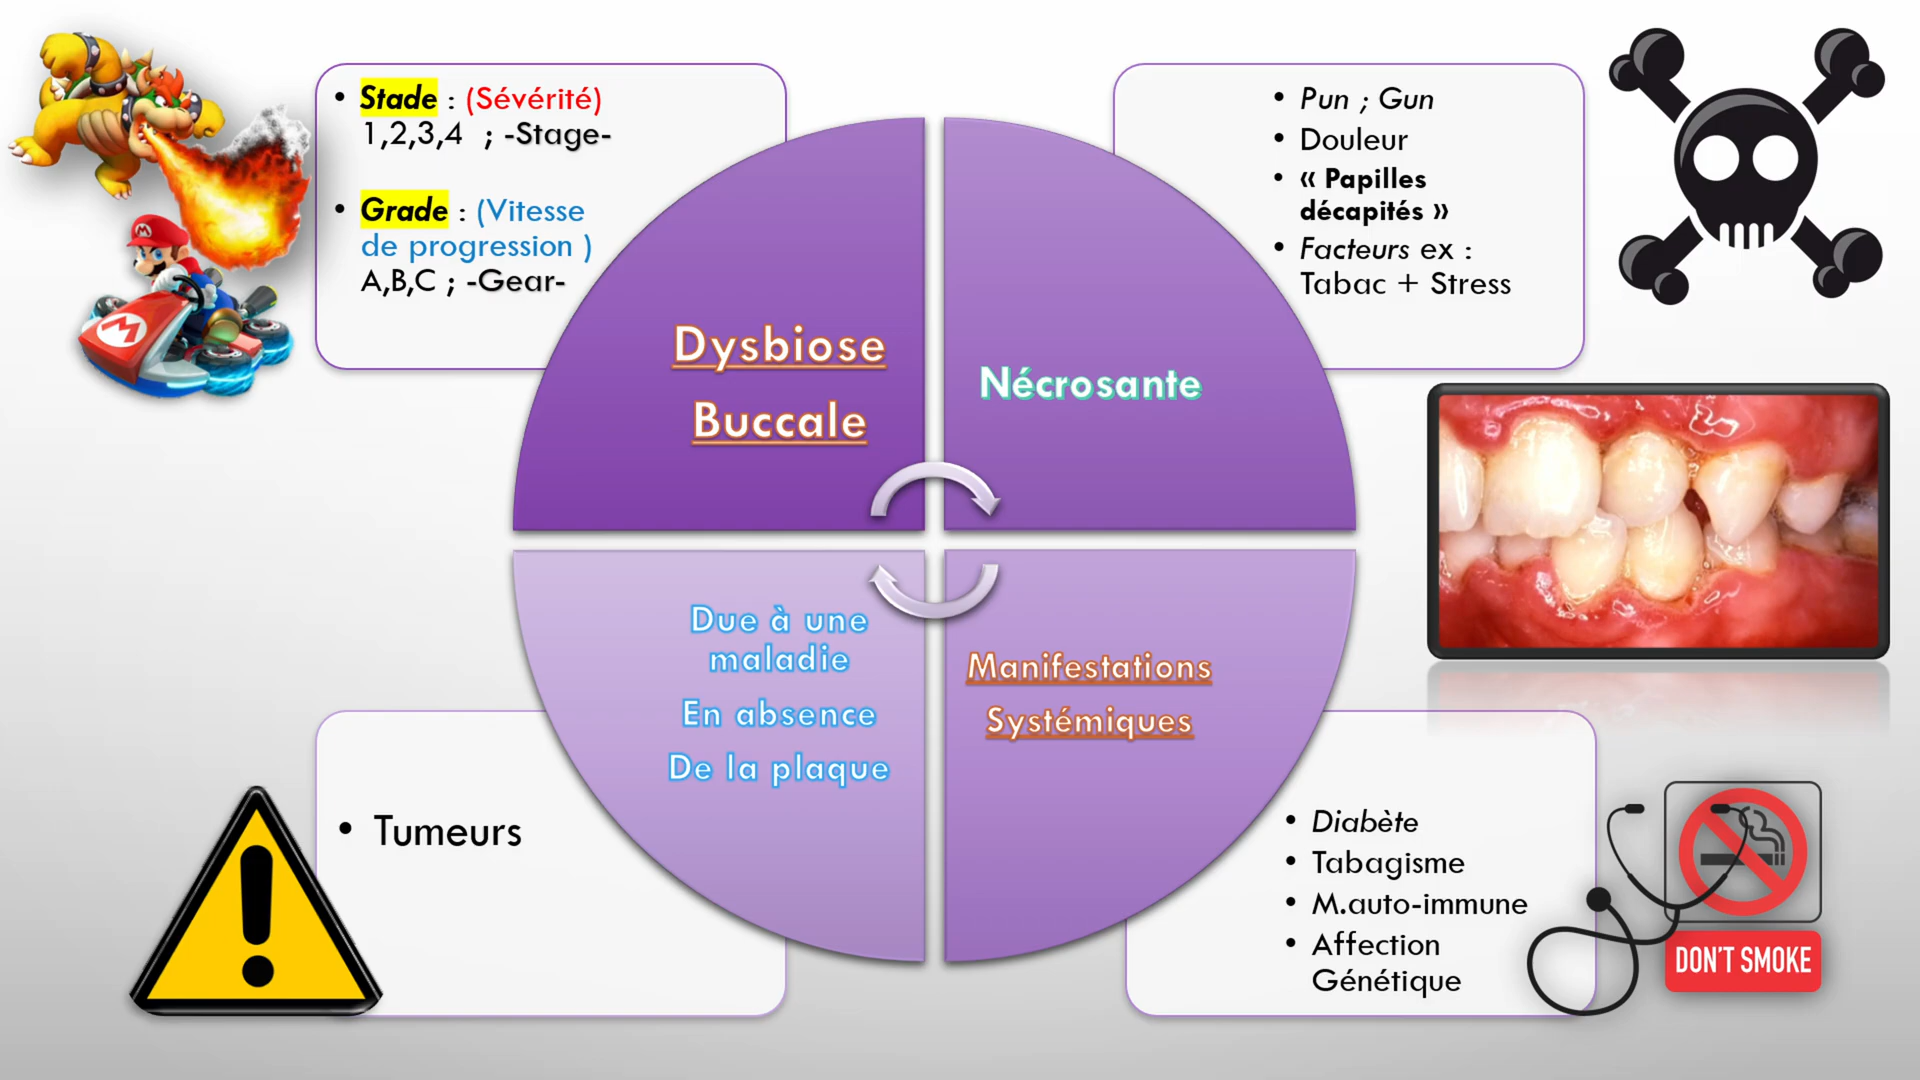 • Stade : (Sévérité)
1,2,3,4 ; -Stage-
• Grade : (Vitesse
de progression )
A,B,C ; -Gear-
Dysbiose
Buccale
• Pun ; Gun
• Douleur
• « Papilles
décapités »
• Facteurs ex :
Tabac + Stress
Nécrosante
Due à une
maladie
En absence
De la plaque
• Tumeurs
Manifestations
Systémiques
• Diabète
• Tabagisme
• M.auto-immune
• Affection
Génétique
DON'T SMOKE
M
M